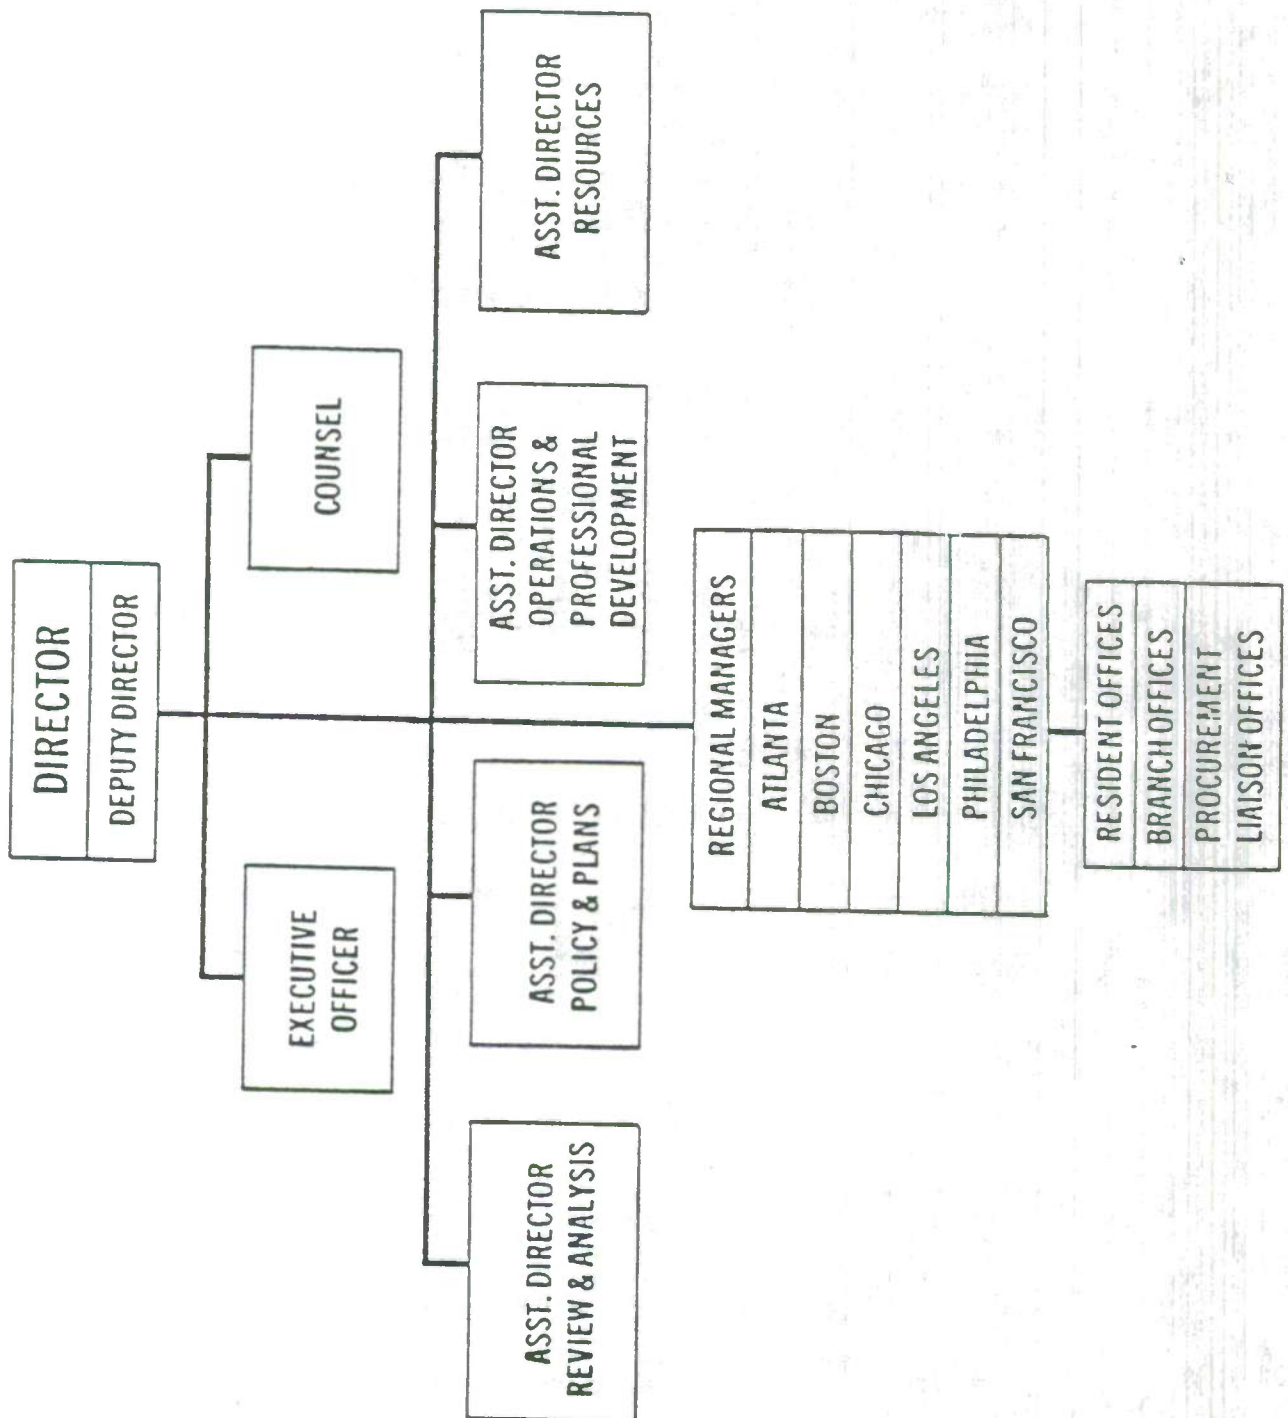 DIRECTOR
DEPUTY DIRECTOR
EXECUTIVE
OFFICER
COUNSEL
ASST. DIRECTOR
REVIEW & ANALYSIS
ASST. DIRECTOR
POLICY & PLANS
ASST. DIRECTOR
OPERATIONS &
PROFESSIONAL
DEVELOPMENT
ASST. DIRECTOR
RESOURCES
REGIONAL MANAGERS
ATLANTA
BOSTON
CHICAGO
LOS ANGELES
PHILADELPHIA
SAN FRANCISCO
RESIDENT OFFICES
BRANCH OFFICES
PROCUREMENT
LIAISON OFFICES